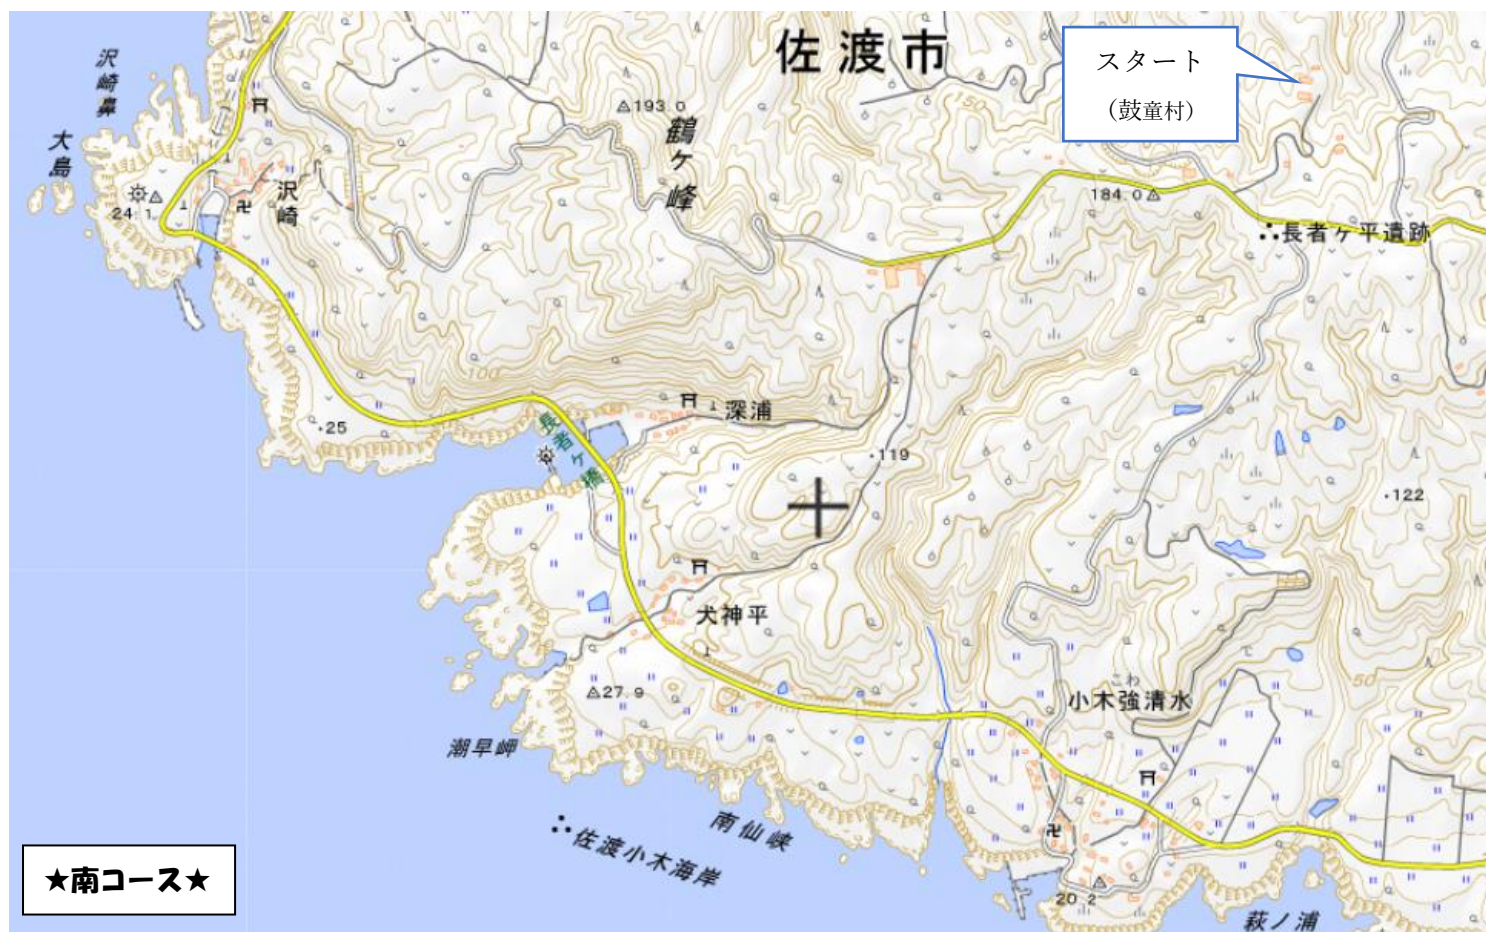 佐渡市
スタート
(鼓童村)
沢崎鼻
大島
193.0
鶴ケ峰
150
沢崎
24.1
184.0
長者ヶ平遺跡
100
深浦
25
長者ヶ橋
119
122
犬神平
27.9
こわ
小木強清水
50
潮早岬
南仙峡
佐渡小木海岸
★南コース★
20.2
萩ノ浦